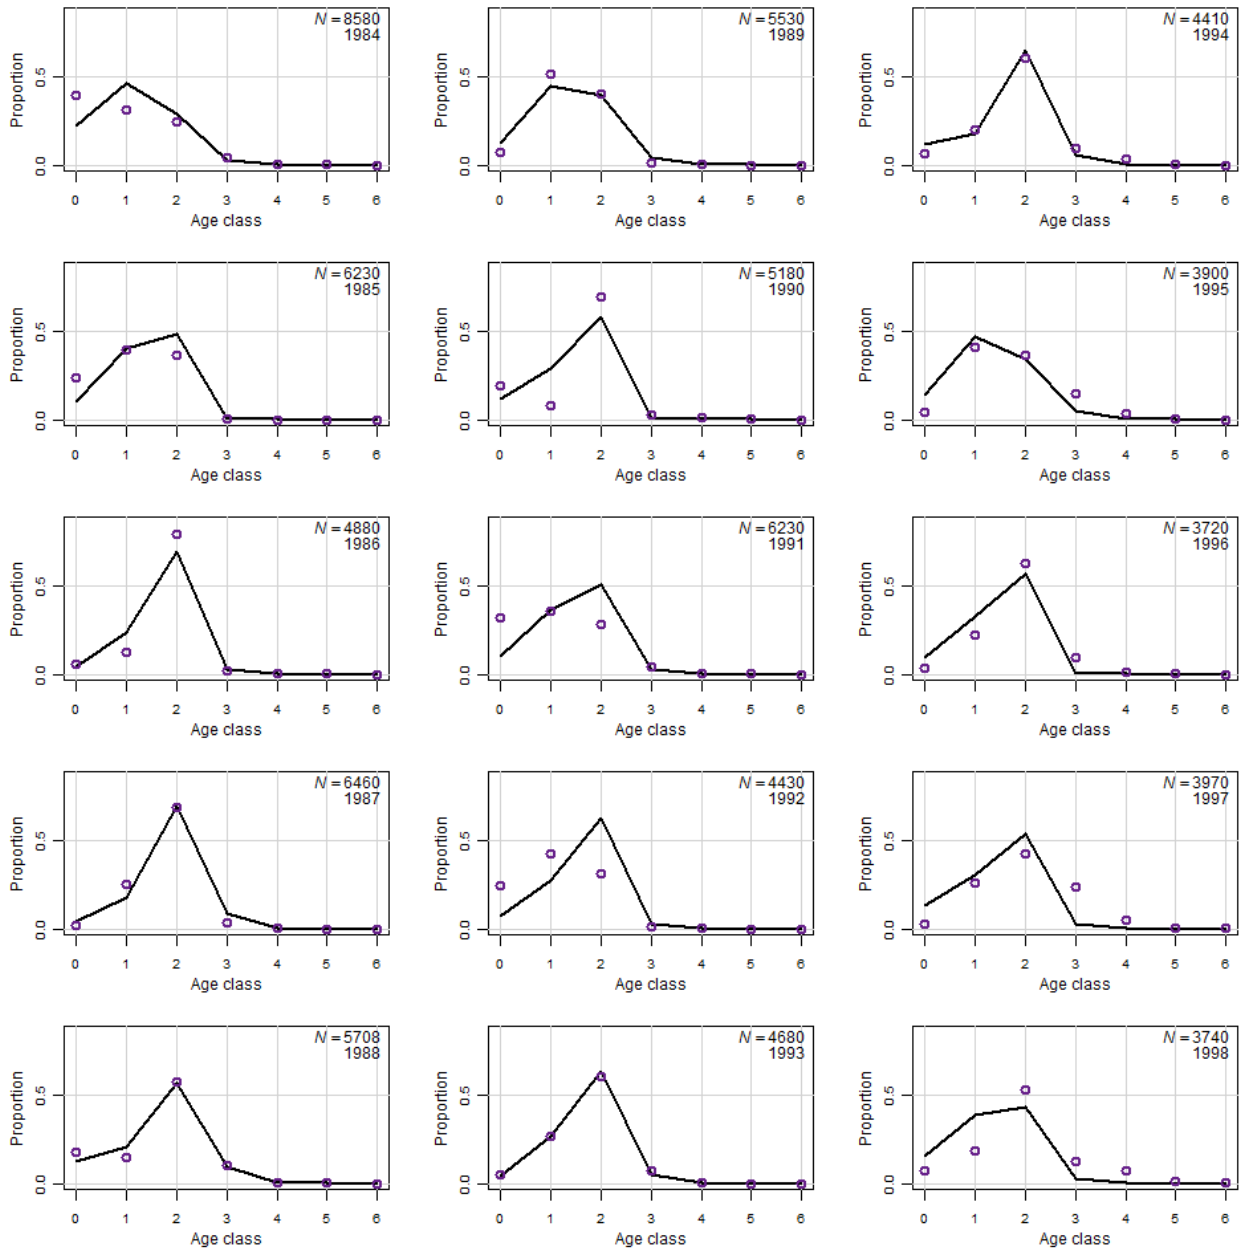 N = 8580
1984
Proportion
0.5
0.0
0 1 2 3 4 5 6
Age class
N = 5530
1989
Proportion
0.5
0.0
0 1 2 3 4 5 6
Age class
N = 4410
1994
Proportion
0.5
0.0
0 1 2 3 4 5 6
Age class
N = 6230
1985
Proportion
0.5
0.0
0 1 2 3 4 5 6
Age class
N = 5180
1990
Proportion
0.5
0.0
0 1 2 3 4 5 6
Age class
N = 3900
1995
Proportion
0.5
0.0
0 1 2 3 4 5 6
Age class
N = 4880
1986
Proportion
0.5
0.0
0 1 2 3 4 5 6
Age class
N = 6230
1991
Proportion
0.5
0.0
0 1 2 3 4 5 6
Age class
N = 3720
1996
Proportion
0.5
0.0
0 1 2 3 4 5 6
Age class
N = 6460
1987
Proportion
0.5
0.0
0 1 2 3 4 5 6
Age class
N = 4430
1992
Proportion
0.5
0.0
0 1 2 3 4 5 6
Age class
N = 3970
1997
Proportion
0.5
0.0
0 1 2 3 4 5 6
Age class
N = 5708
1988
Proportion
0.5
0.0
0 1 2 3 4 5 6
Age class
N = 4680
1993
Proportion
0.5
0.0
0 1 2 3 4 5 6
Age class
N = 3740
1998
Proportion
0.5
0.0
0 1 2 3 4 5 6
Age class